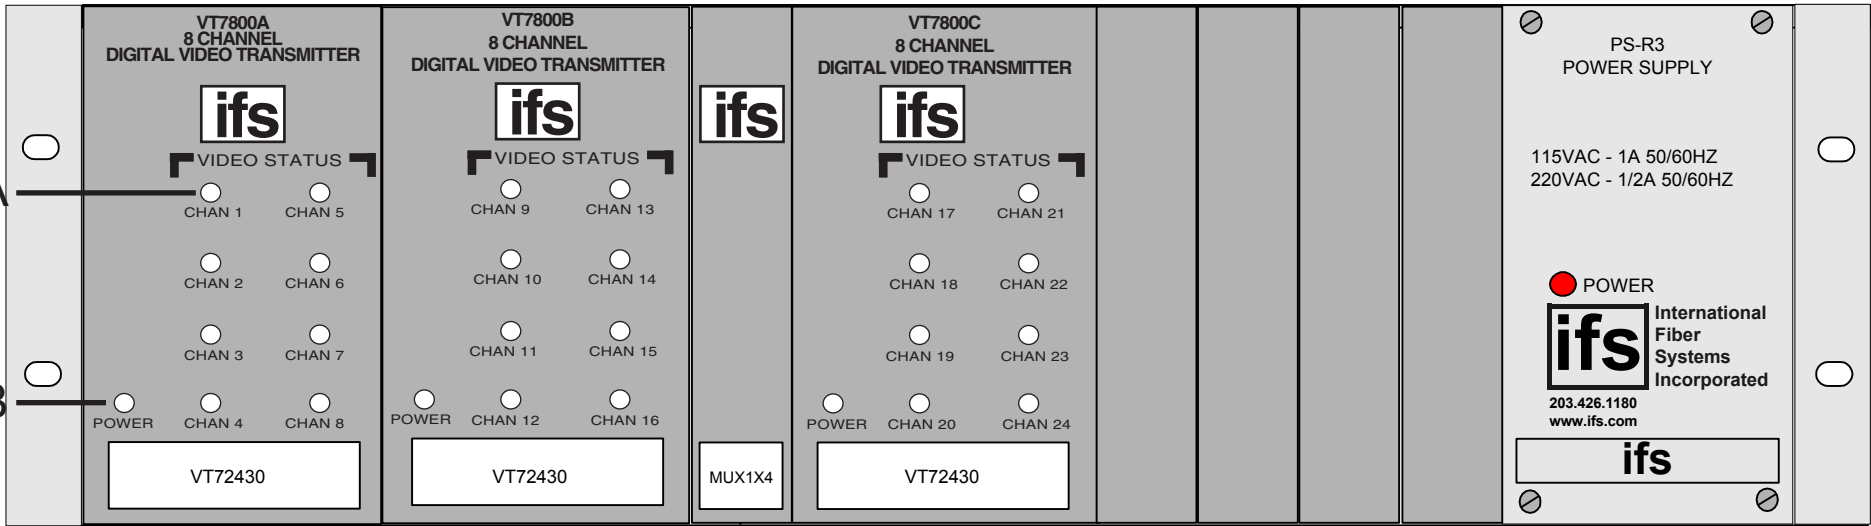 VT7800A
8 CHANNEL
DIGITAL VIDEO TRANSMITTER
ifs
VIDEO STATUS
A
CHAN 1 CHAN 5
CHAN 2 CHAN 6
CHAN 3 CHAN 7
B
POWER CHAN 4 CHAN 8
VT72430
VT7800B
8 CHANNEL
DIGITAL VIDEO TRANSMITTER
ifs
VIDEO STATUS
CHAN 9 CHAN 13
CHAN 10 CHAN 14
CHAN 11 CHAN 15
POWER CHAN 12 CHAN 16
VT72430
ifs
MUX1X4
VT7800C
8 CHANNEL
DIGITAL VIDEO TRANSMITTER
ifs
VIDEO STATUS
CHAN 17 CHAN 21
CHAN 18 CHAN 22
CHAN 19 CHAN 23
POWER CHAN 20 CHAN 24
VT72430
PS-R3
POWER SUPPLY
115VAC - 1A 50/60HZ
220VAC - 1/2A 50/60HZ
POWER
ifs
International
Fiber
Systems
Incorporated
203.426.1180
www.ifs.com
ifs